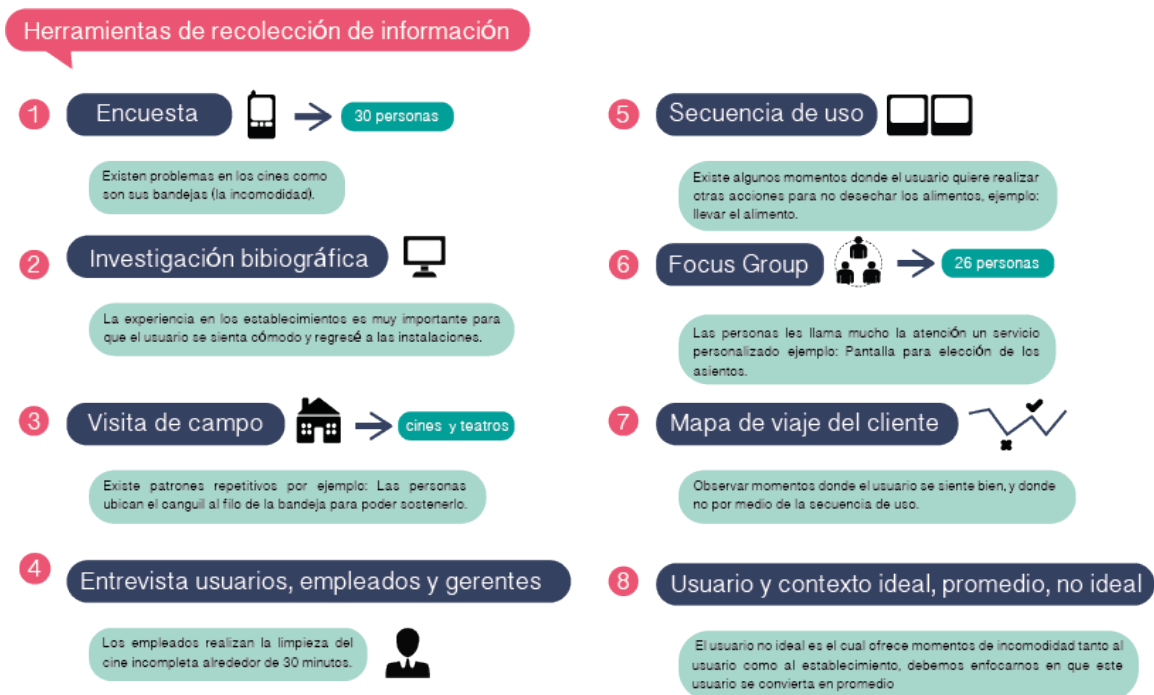 Herramientas de recolección de información
1
Encuesta
30 personas
Existen problemas en los cines como
son sus bandejas (la incomodidad).
2
Investigación bibiográfica
La experiencia en los establecimientos es muy importante para
que el usuario se sienta cómodo y regresé a las instalaciones.
3
Visita de campo
cines y teatros
Existe patrones repetitivos por ejemplo: Las personas
ubican el canguil al filo de la bandeja para poder sostenerlo.
4
Entrevista usuarios, empleados y gerentes
Los empleados realizan la limpieza del
cine incompleta alrededor de 30 minutos.
5
Secuencia de uso
Existe algunos momentos donde el usuario quiere realizar
otras acciones para no desechar los alimentos, ejemplo:
llevar el alimento.
6
Focus Group
26 personas
Las personas les llama mucho la atención un servicio
personalizado ejemplo: Pantalla para elección de los
asientos.
7
Mapa de viaje del cliente
Observar momentos donde el usuario se siente bien, y donde
no por medio de la secuencia de uso.
8
Usuario y contexto ideal, promedio, no ideal
El usuario no ideal es el cual ofrece momentos de incomodidad tanto al
usuario como al establecimiento, debemos enfocarnos en que este
usuario se convierta en promedio